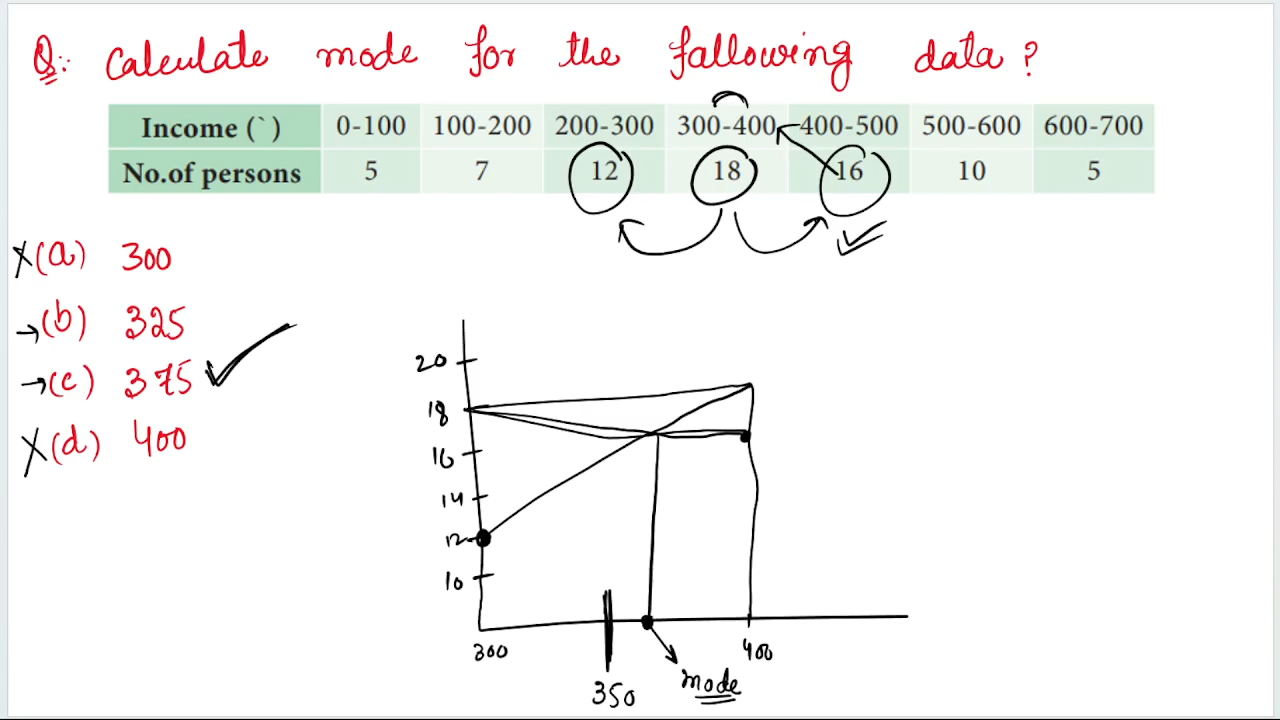 Q: Calculate mode for the fallowing data ?
Income (`) 0-100 100-200 200-300 300-400 400-500 500-600 600-700
No.of persons 5 7 12 18 16 10 5
X(a) 300
→(b) 325
→(c) 375 ✓
X(d) 400
20
18
16
14
12
10
300 350 400
mode